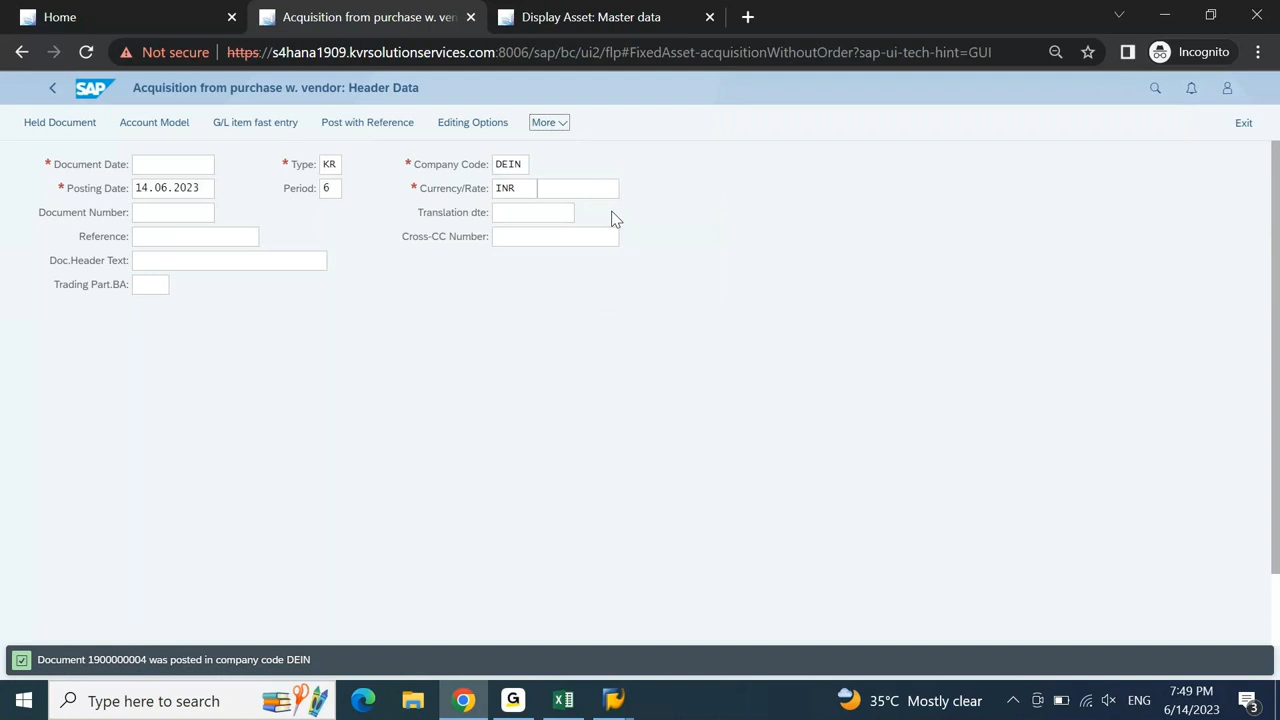 Home
Acquisition from purchase w. ven
Display Asset: Master data
Not secure
https://s4hana1909.kvrsolutionservices.com:8006/sap/bc/ui2/flp#FixedAsset-acquisitionWithoutOrder?sap-ui-tech-hint=GUI
Incognito
SAP
Acquisition from purchase w. vendor: Header Data
Held Document
Account Model
G/L item fast entry
Post with Reference
Editing Options
More
Exit
* Document Date:
* Type: KR
* Company Code: DEIN
* Posting Date: 14.06.2023
Period: 6
* Currency/Rate: INR
Document Number:
Translation dte:
Reference:
Cross-CC Number:
Doc.Header Text:
Trading Part.BA:
Document 1900000004 was posted in company code DEIN
Type here to search
G
35°C Mostly clear
ENG
7:49 PM
6/14/2023
3